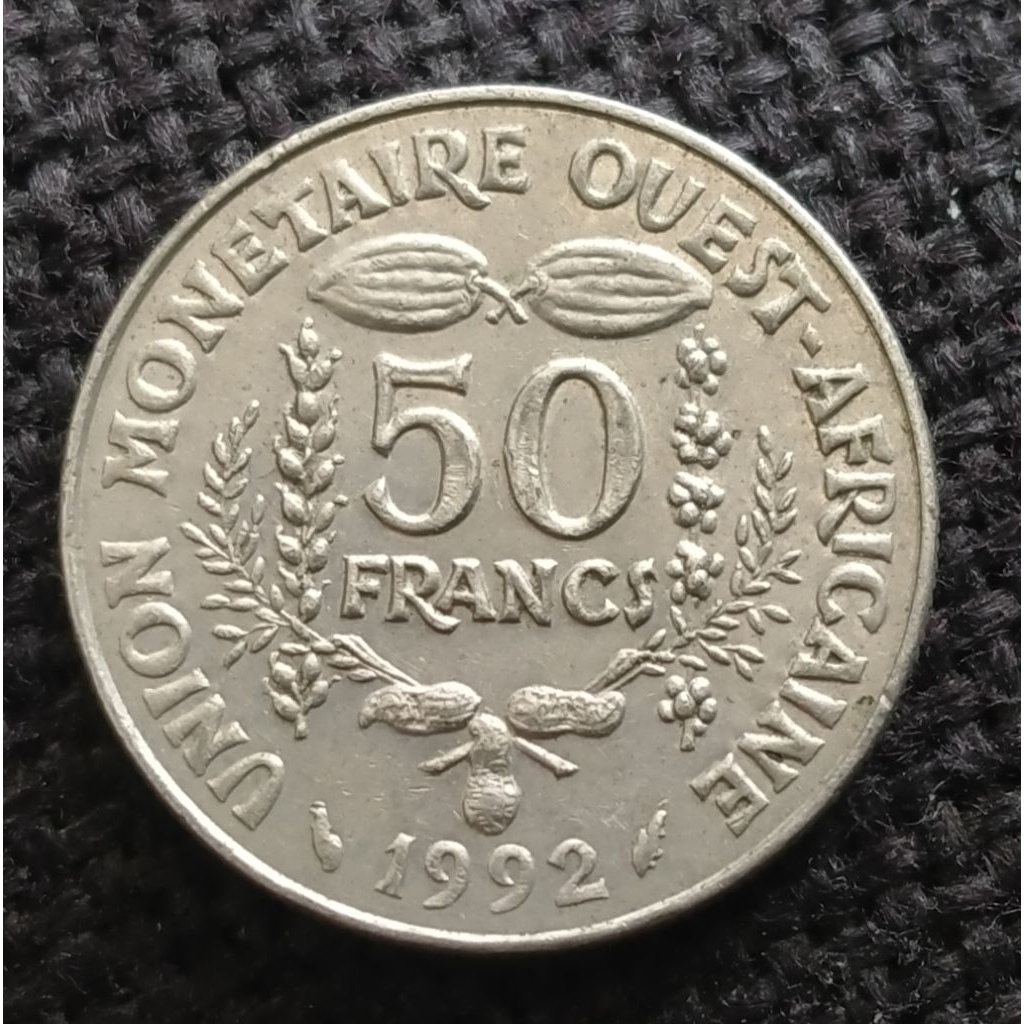 UNION MONETAIRE OUEST-AFRICAINE
50
FRANCS
1992